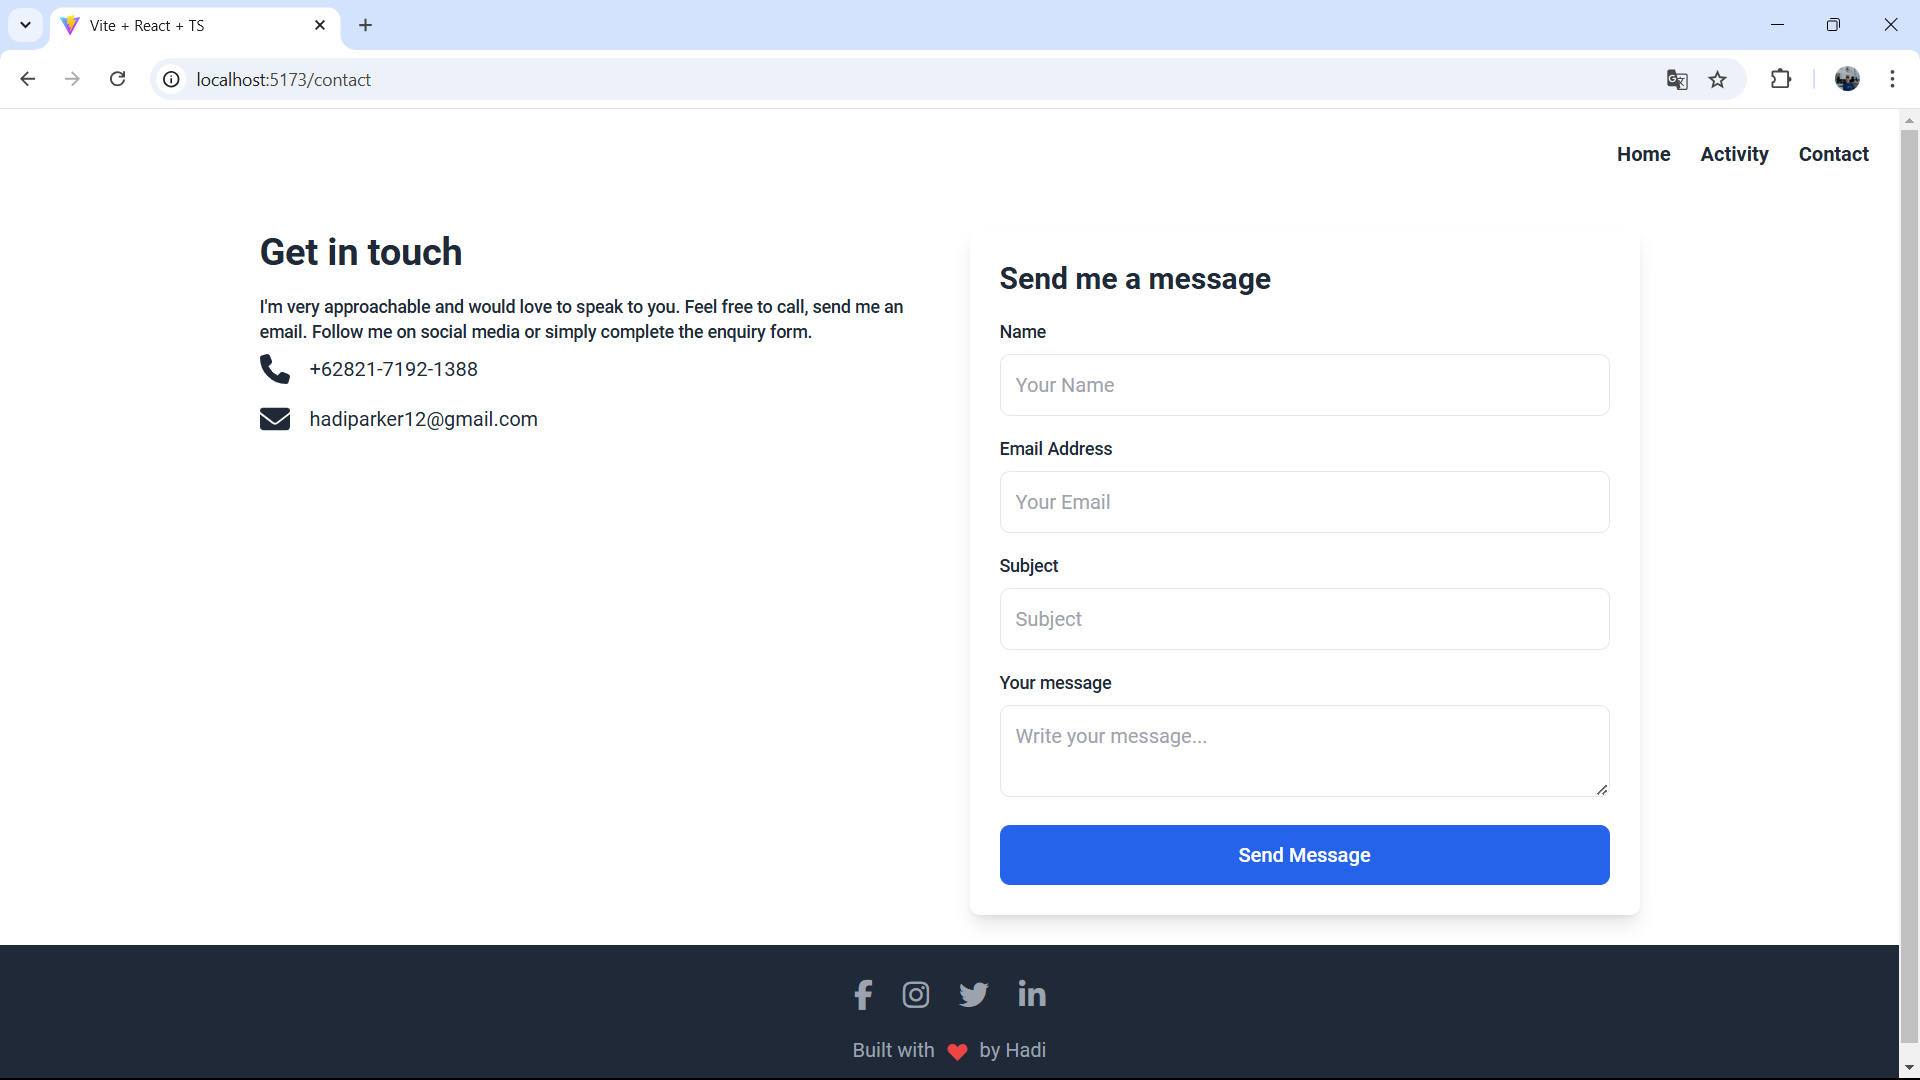 Vite + React + TS
localhost:5173/contact
Home Activity Contact
Get in touch
I'm very approachable and would love to speak to you. Feel free to call, send me an
email. Follow me on social media or simply complete the enquiry form.
+62821-7192-1388
hadiparker12@gmail.com
Send me a message
Name
Your Name
Email Address
Your Email
Subject
Subject
Your message
Write your message...
Send Message
Built with ❤ by Hadi